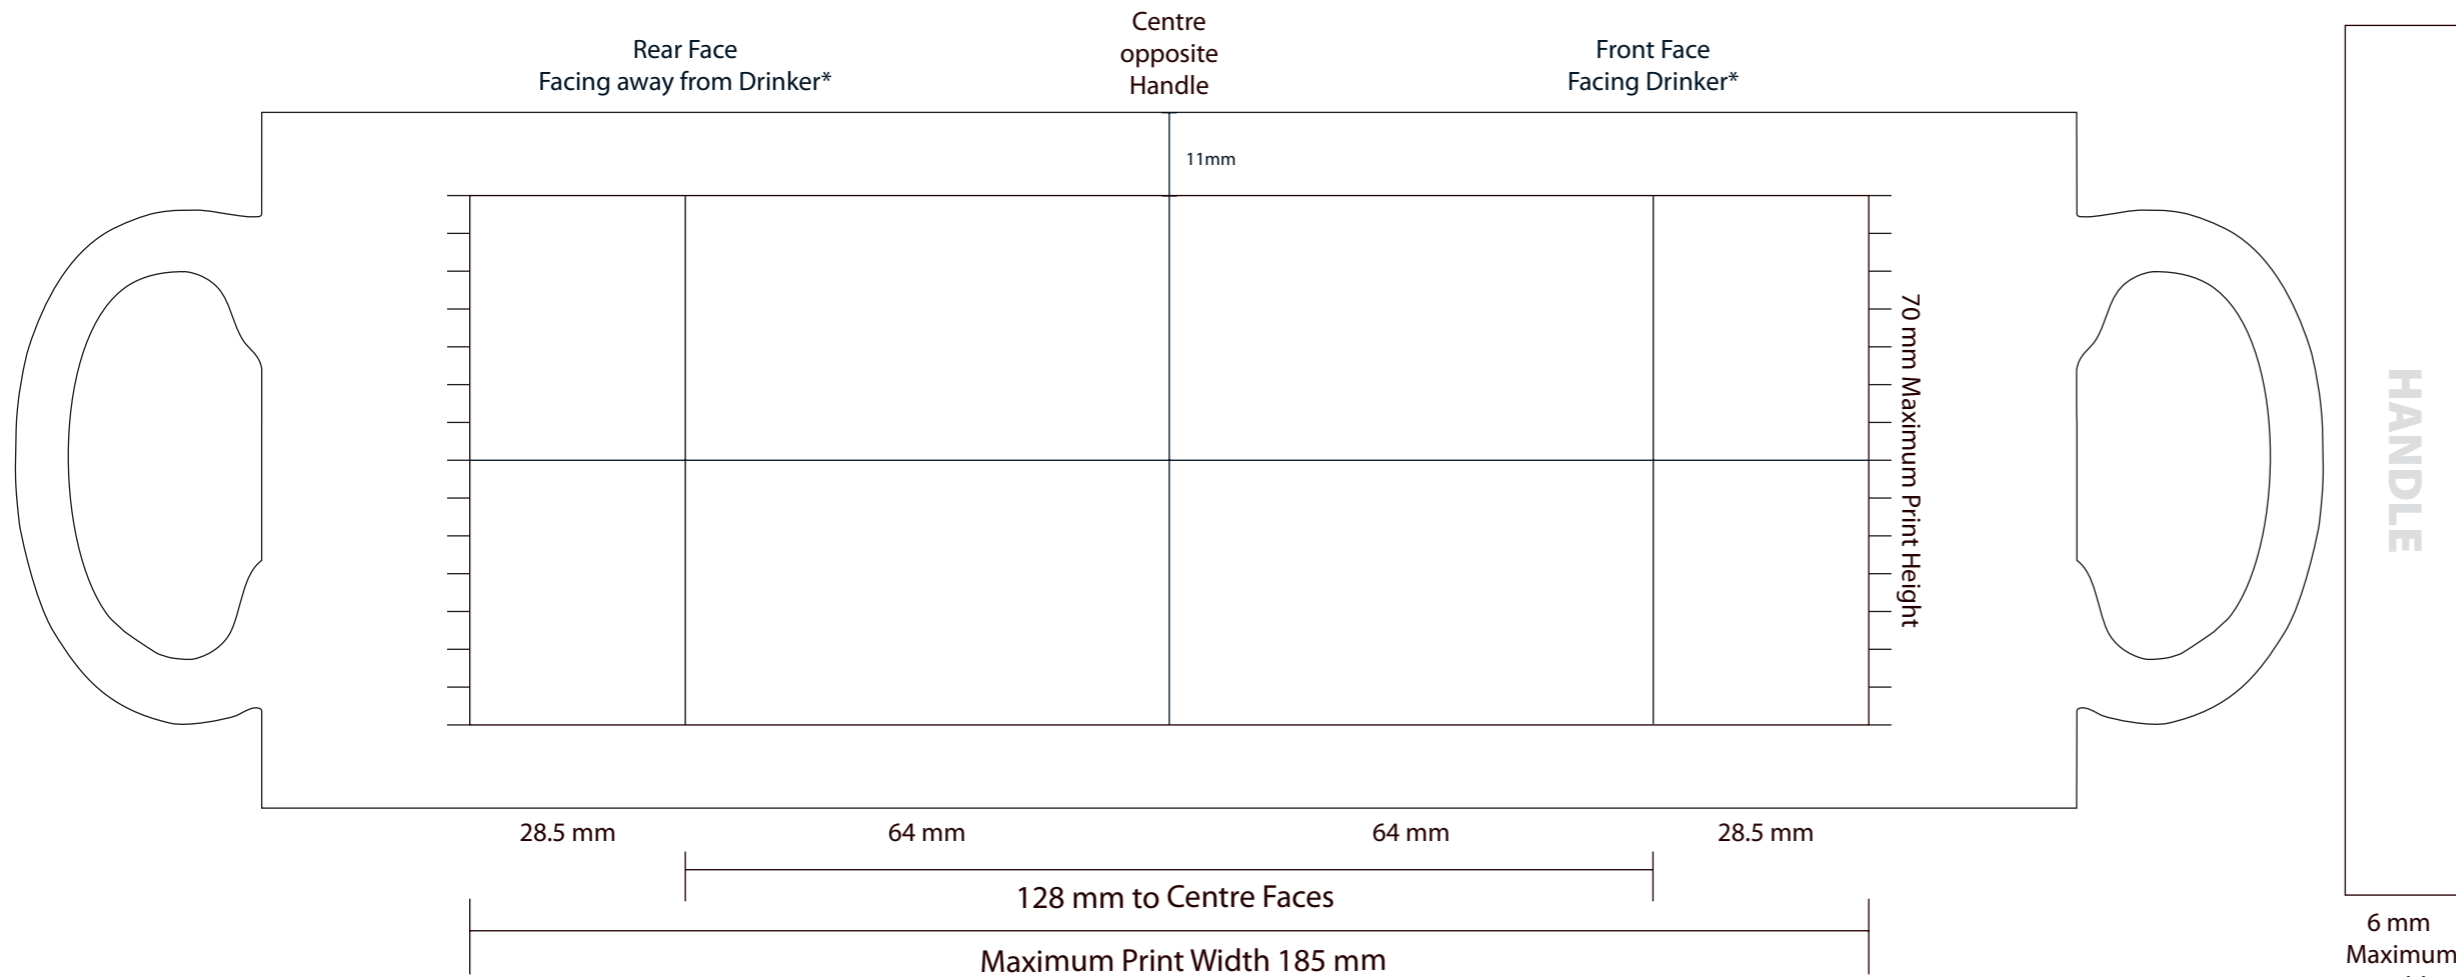 Centre
opposite
Handle
Rear Face
Facing away from Drinker*
Front Face
Facing Drinker*
11mm
70 mm Maximum Print Height
HANDLE
28.5 mm
64 mm
64 mm
28.5 mm
128 mm to Centre Faces
Maximum Print Width 185 mm
6 mm
Maximum